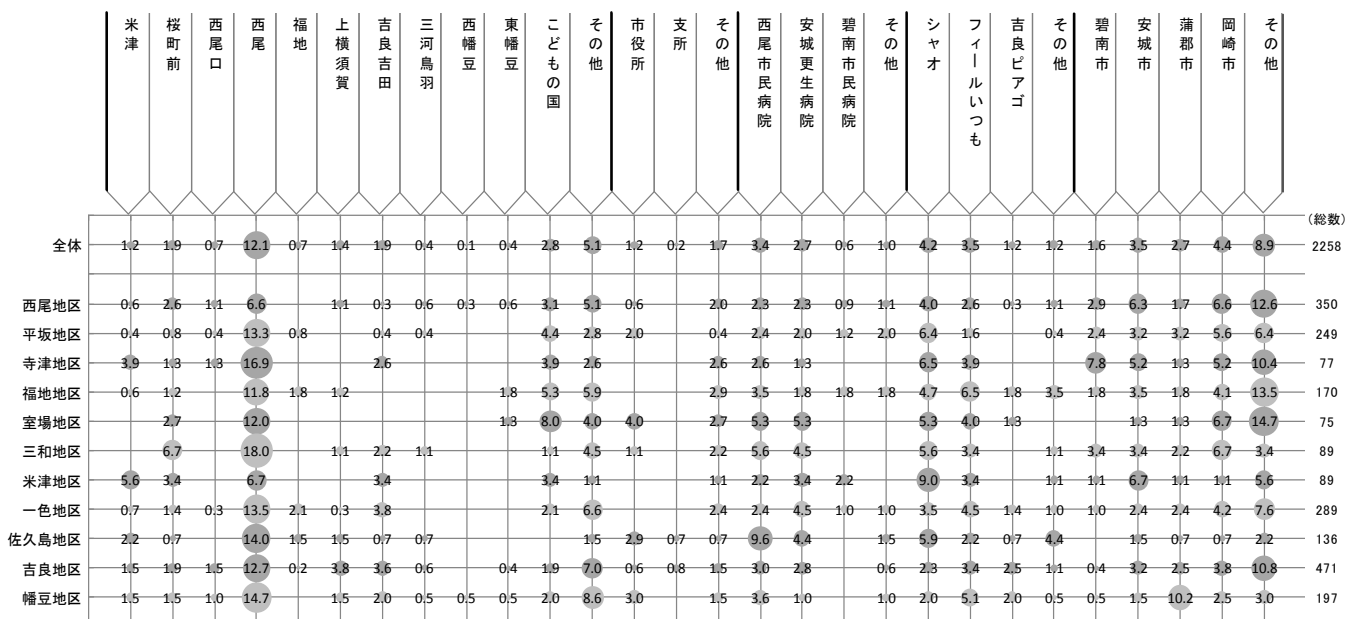 米津
桜町前
西尾口
西尾
福地
上横須賀
吉良吉田
三河鳥羽
西幡豆
東幡豆
こどもの国
その他
市役所
支所
その他
西尾市民病院
安城更生病院
碧南市民病院
その他
シャオ
フィールいつも
吉良ピアゴ
その他
碧南市
安城市
蒲郡市
岡崎市
その他
(総数)
全体 1.2 1.9 0.7 12.1 0.7 1.4 1.9 0.4 0.1 0.4 2.8 5.1 1.2 0.2 1.7 3.4 2.7 0.6 1.0 4.2 3.5 1.2 1.2 1.6 3.5 2.7 4.4 8.9 2258
西尾地区 0.6 2.6 1.1 6.6 1.1 0.3 0.6 0.3 0.6 3.1 5.1 0.6 2.0 2.3 2.3 0.9 1.1 4.0 2.6 0.3 1.1 2.9 6.3 1.7 6.6 12.6 350
平坂地区 0.4 0.8 0.4 13.3 0.8 0.4 0.4 4.4 2.8 2.0 0.4 2.4 2.0 1.2 2.0 6.4 1.6 0.4 2.4 3.2 3.2 5.6 6.4 249
寺津地区 3.9 1.3 1.3 16.9 2.6 3.9 2.6 2.6 2.6 1.3 6.5 3.9 7.8 5.2 1.3 5.2 10.4 77
福地地区 0.6 1.2 11.8 1.8 1.2 1.8 5.3 5.9 2.9 3.5 1.8 1.8 1.8 4.7 6.5 1.8 3.5 1.8 3.5 1.8 4.1 13.5 170
室場地区 2.7 12.0 1.3 8.0 4.0 4.0 2.7 5.3 5.3 5.3 4.0 1.3 1.3 1.3 6.7 14.7 75
三和地区 6.7 18.0 1.1 2.2 1.1 1.1 4.5 1.1 2.2 5.6 4.5 5.6 3.4 1.1 3.4 3.4 2.2 6.7 3.4 89
米津地区 5.6 3.4 6.7 3.4 3.4 1.1 1.1 2.2 3.4 2.2 9.0 3.4 1.1 1.1 6.7 1.1 1.1 5.6 89
一色地区 0.7 1.4 0.3 13.5 2.1 0.3 3.8 2.1 6.6 2.4 2.4 4.5 1.0 1.0 3.5 4.5 1.4 1.0 1.0 2.4 2.4 4.2 7.6 289
佐久島地区 2.2 0.7 14.0 1.5 1.5 0.7 0.7 1.5 2.9 0.7 0.7 9.6 4.4 1.5 5.9 2.2 0.7 4.4 1.5 0.7 0.7 2.2 136
吉良地区 1.5 1.9 1.5 12.7 0.2 3.8 3.6 0.6 0.4 1.9 7.0 0.6 0.8 1.5 3.0 2.8 0.6 2.3 3.4 2.5 1.1 0.4 3.2 2.5 3.8 10.8 471
幡豆地区 1.5 1.5 1.0 14.7 1.5 2.0 0.5 0.5 0.5 2.0 8.6 3.0 1.5 3.6 1.0 1.0 2.0 5.1 2.0 0.5 0.5 1.5 10.2 2.5 3.0 197